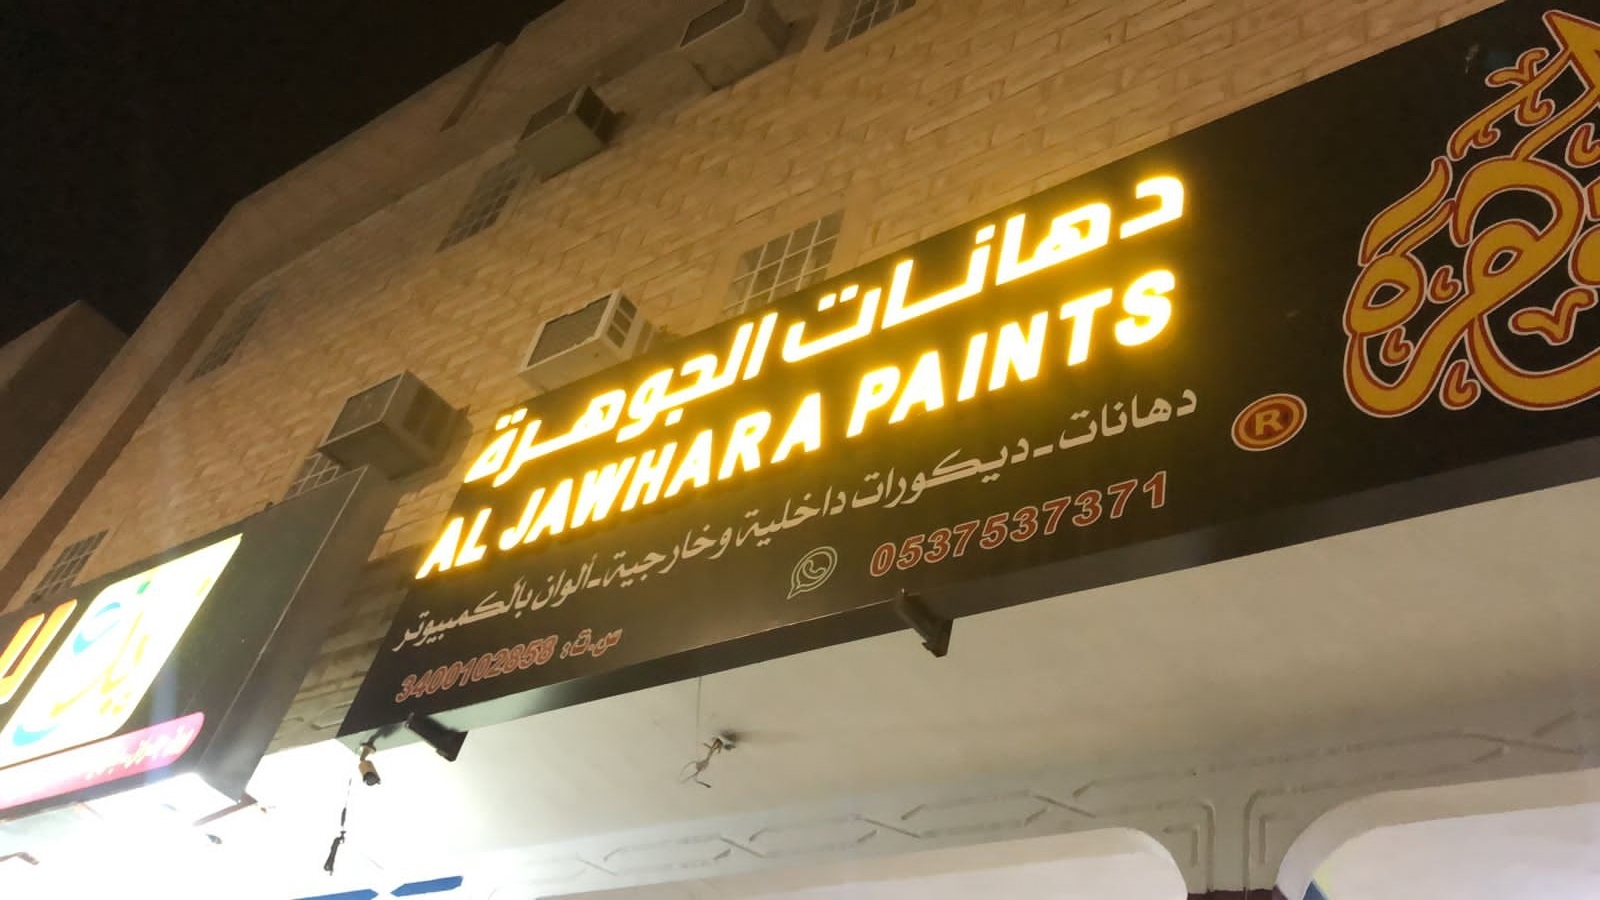 دهانات الجوهرة
AL JAWHARA PAINTS
دهانات - ديكورات داخلية وخارجية - ألوان بالكمبيوتر
0537537371
س.ت: 3400102858
®